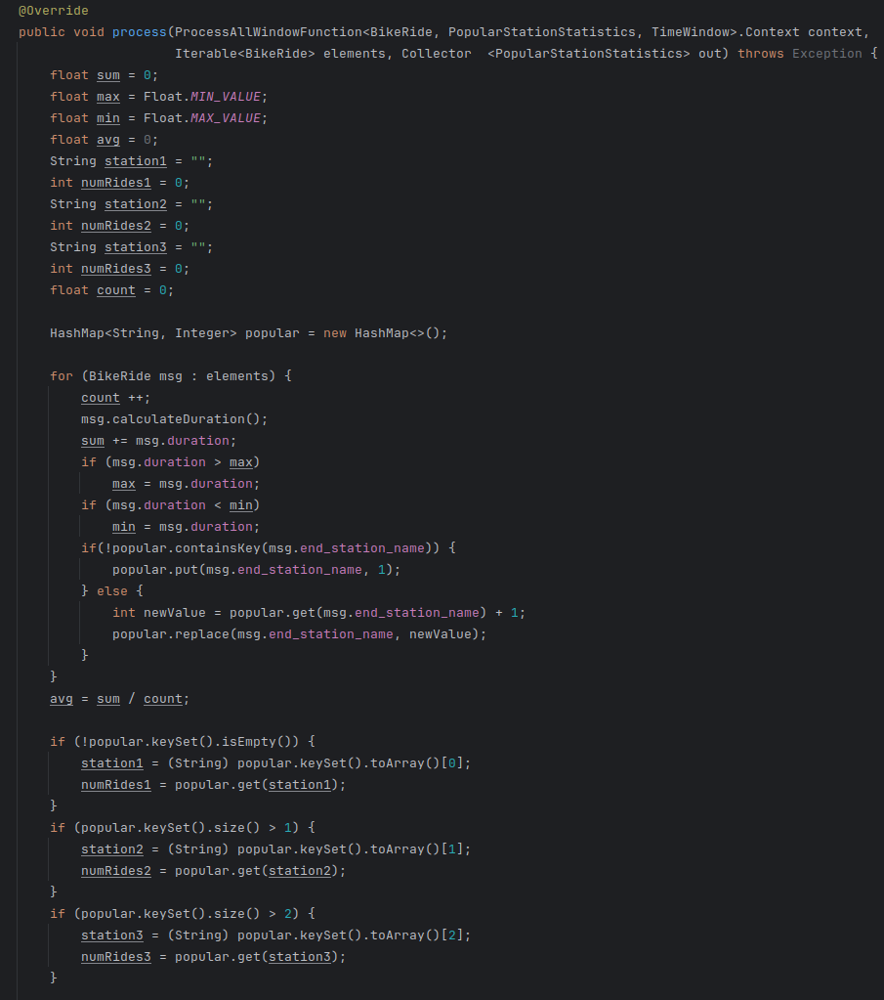 @Override
public void process(ProcessAllWindowFunction<BikeRide, PopularStationStatistics, TimeWindow>.Context context,
                    Iterable<BikeRide> elements, Collector  <PopularStationStatistics> out) throws Exception {
    float sum = 0;
    float max = Float.MIN_VALUE;
    float min = Float.MAX_VALUE;
    float avg = 0;
    String station1 = "";
    int numRides1 = 0;
    String station2 = "";
    int numRides2 = 0;
    String station3 = "";
    int numRides3 = 0;
    float count = 0;

    HashMap<String, Integer> popular = new HashMap<>();

    for (BikeRide msg : elements) {
        count ++;
        msg.calculateDuration();
        sum += msg.duration;
        if (msg.duration > max)
            max = msg.duration;
        if (msg.duration < min)
            min = msg.duration;
        if(!popular.containsKey(msg.end_station_name)) {
            popular.put(msg.end_station_name, 1);
        } else {
            int newValue = popular.get(msg.end_station_name) + 1;
            popular.replace(msg.end_station_name, newValue);
        }
    }
    avg = sum / count;

    if (!popular.keySet().isEmpty()) {
        station1 = (String) popular.keySet().toArray()[0];
        numRides1 = popular.get(station1);
    }
    if (popular.keySet().size() > 1) {
        station2 = (String) popular.keySet().toArray()[1];
        numRides2 = popular.get(station2);
    }
    if (popular.keySet().size() > 2) {
        station3 = (String) popular.keySet().toArray()[2];
        numRides3 = popular.get(station3);
    }